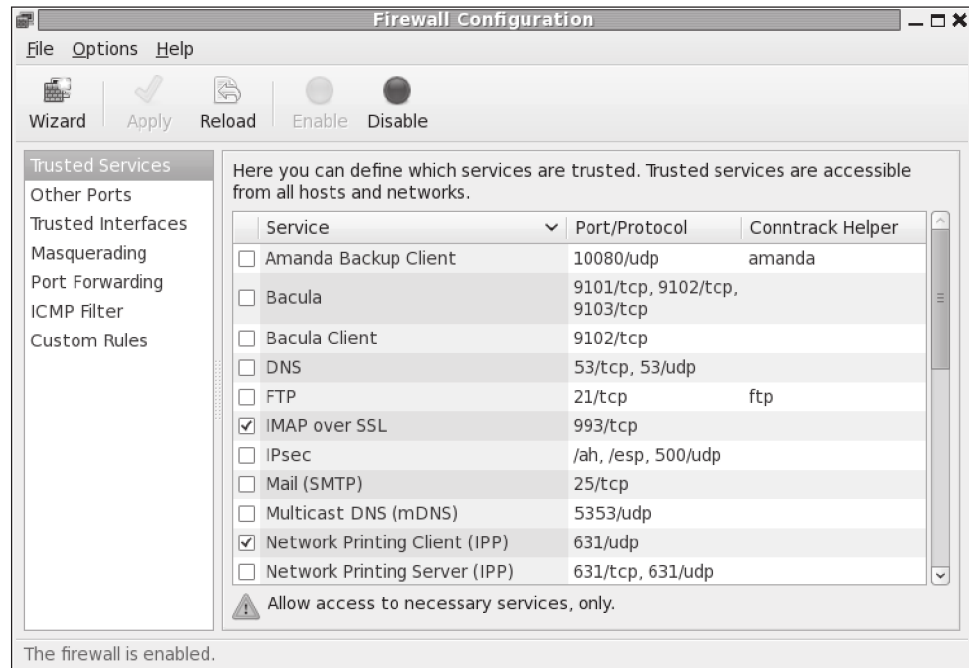 Firewall Configuration
File Options Help
Wizard Apply Reload Enable Disable
Trusted Services
Other Ports
Trusted Interfaces
Masquerading
Port Forwarding
ICMP Filter
Custom Rules
Here you can define which services are trusted. Trusted services are accessible
from all hosts and networks.
Service Port/Protocol Conntrack Helper
Amanda Backup Client 10080/udp amanda
Bacula 9101/tcp, 9102/tcp,
9103/tcp
Bacula Client 9102/tcp
DNS 53/tcp, 53/udp
FTP 21/tcp ftp
IMAP over SSL 993/tcp
IPsec /ah, /esp, 500/udp
Mail (SMTP) 25/tcp
Multicast DNS (mDNS) 5353/udp
Network Printing Client (IPP) 631/udp
Network Printing Server (IPP) 631/tcp, 631/udp
Allow access to necessary services, only.
The firewall is enabled.